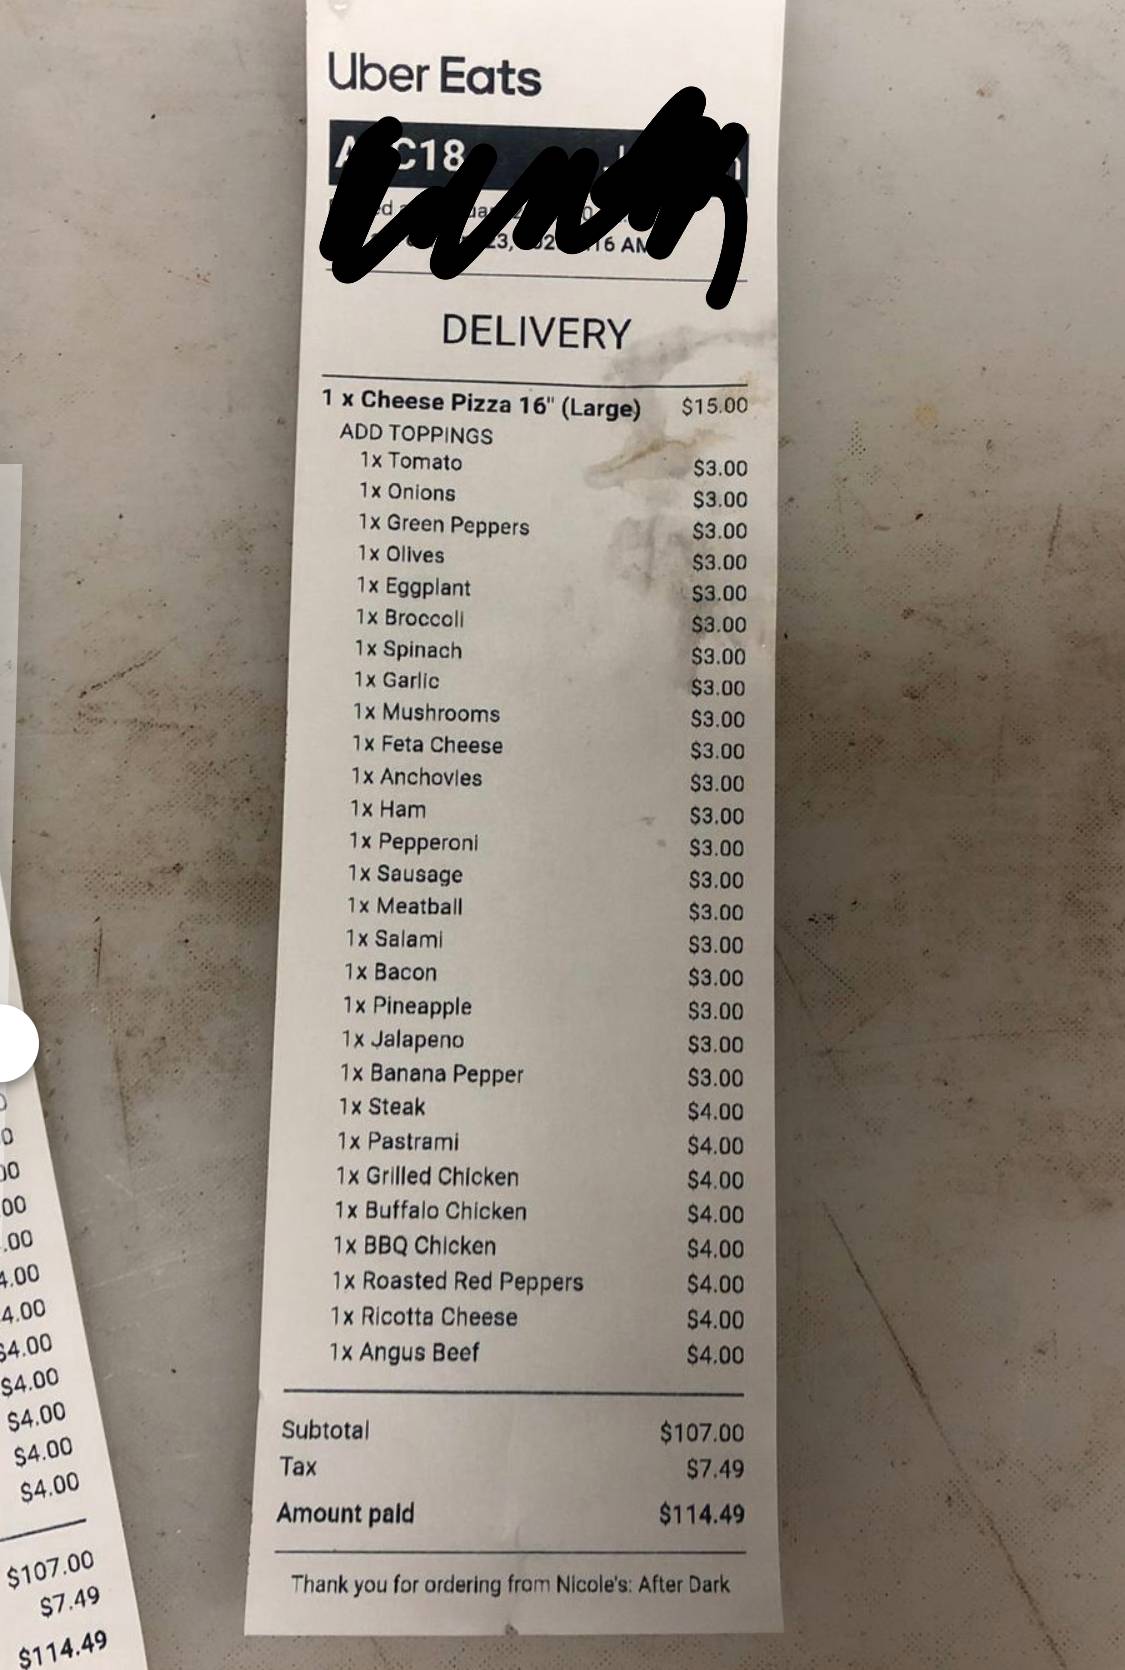 Uber Eats
C18
DELIVERY
1 x Cheese Pizza 16" (Large) $15.00
ADD TOPPINGS
1x Tomato $3.00
1x Onions $3.00
1x Green Peppers $3.00
1x Olives $3.00
1x Eggplant $3.00
1x Broccoli $3.00
1x Spinach $3.00
1x Garlic $3.00
1x Mushrooms $3.00
1x Feta Cheese $3.00
1x Anchovies $3.00
1x Ham $3.00
1x Pepperoni $3.00
1x Sausage $3.00
1x Meatball $3.00
1x Salami $3.00
1x Bacon $3.00
1x Pineapple $3.00
1x Jalapeno $3.00
1x Banana Pepper $3.00
1x Steak $4.00
1x Pastrami $4.00
1x Grilled Chicken $4.00
1x Buffalo Chicken $4.00
1x BBQ Chicken $4.00
1x Roasted Red Peppers $4.00
1x Ricotta Cheese $4.00
1x Angus Beef $4.00
Subtotal $107.00
Tax $7.49
Amount paid $114.49
Thank you for ordering from Nicole's: After Dark
.00
4.00
4.00
$4.00
$4.00
$4.00
$4.00
$4.00
$107.00
$7.49
$114.49